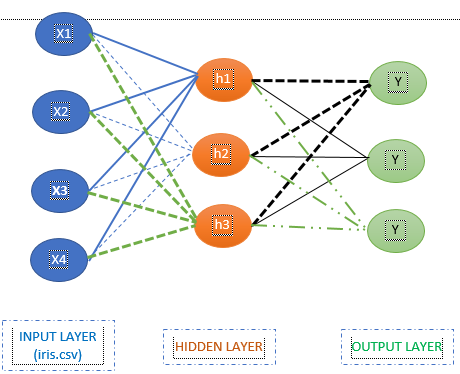 X1
X2
X3
X4
h1
h2
h3
Y
Y
Y
INPUT LAYER
(iris.csv)
HIDDEN LAYER
OUTPUT LAYER